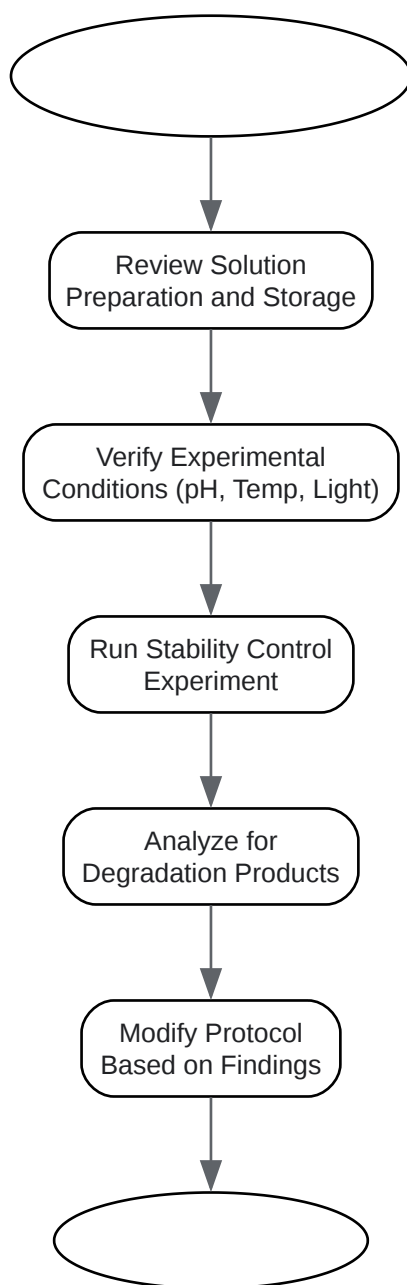 Review Solution
Preparation and Storage
Verify Experimental
Conditions (pH, Temp, Light)
Run Stability Control
Experiment
Analyze for
Degradation Products
Modify Protocol
Based on Findings